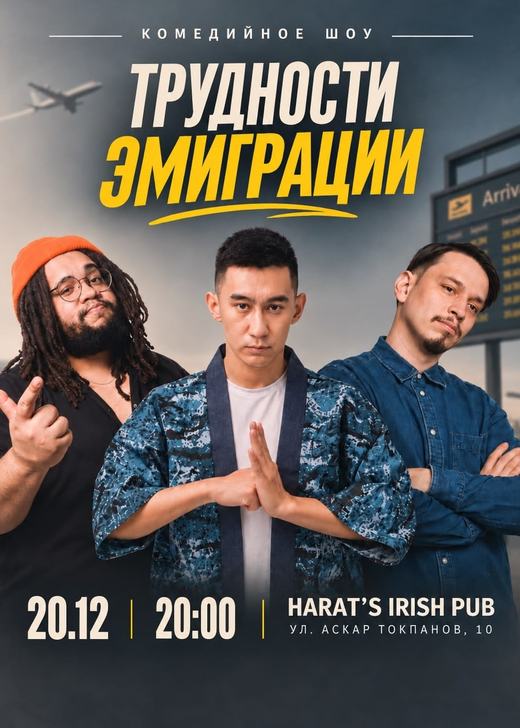 КОМЕДИЙНОЕ ШОУ
ТРУДНОСТИ
ЭМИГРАЦИИ
20.12 | 20:00 | HARAT'S IRISH PUB
УЛ. АСКАР ТОКПАНОВ, 10